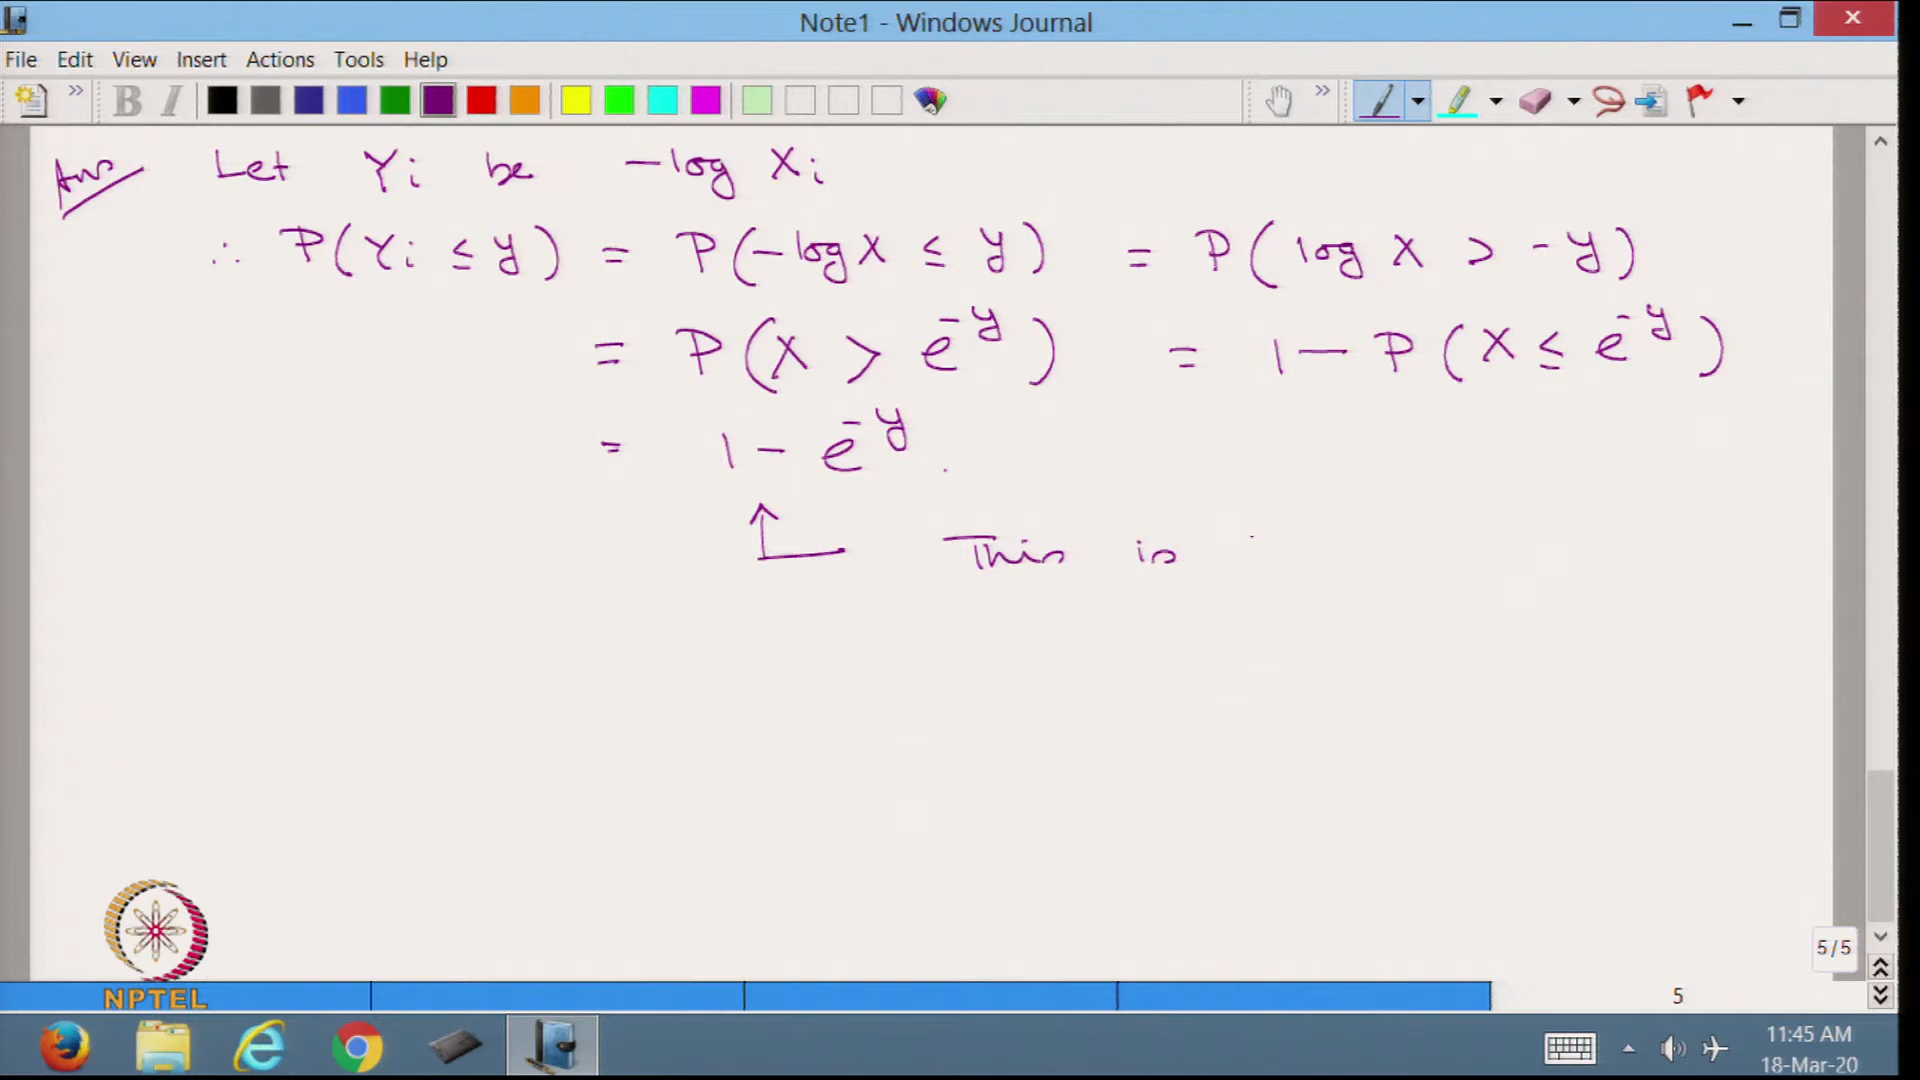 Note1 - Windows Journal
File Edit View Insert Actions Tools Help
B I
Ans Let Yi be -log Xi
∴ P(Yi ≤ y) = P(-log X ≤ y) = P(log X > -y)
= P(X > e^-y) = 1 - P(X ≤ e^-y)
= 1 - e^-y.
This is
5/5
NPTEL
5
11:45 AM
18-Mar-20